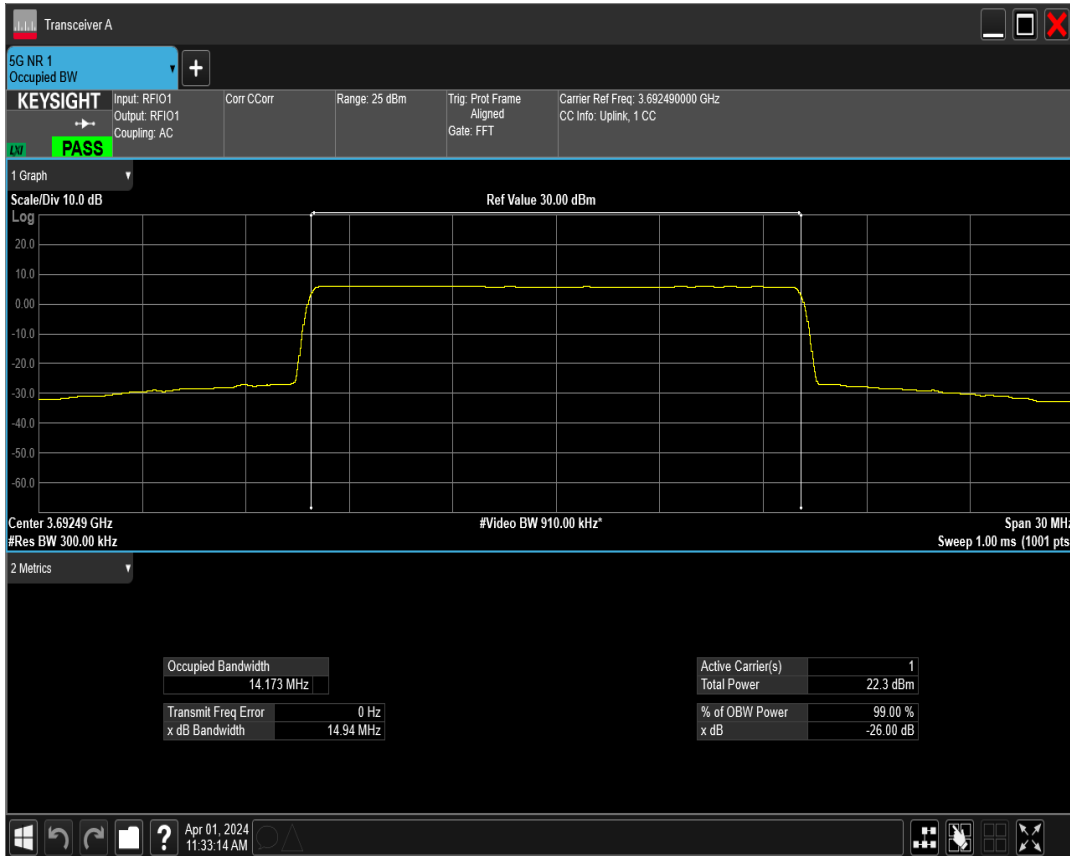 Transceiver A
5G NR 1
Occupied BW
KEYSIGHT
LXI
PASS
Input: RFIO1
Output: RFIO1
Coupling: AC
Corr CCorr
Range: 25 dBm
Trig: Prot Frame
Aligned
Gate: FFT
Carrier Ref Freq: 3.692490000 GHz
CC Info: Uplink, 1 CC
1 Graph
Scale/Div 10.0 dB
Ref Value 30.00 dBm
Log
20.0
10.0
0.00
-10.0
-20.0
-30.0
-40.0
-50.0
-60.0
Center 3.69249 GHz
#Video BW 910.00 kHz*
Span 30 MHz
#Res BW 300.00 kHz
Sweep 1.00 ms (1001 pts
2 Metrics
Occupied Bandwidth
14.173 MHz
Transmit Freq Error 0 Hz
x dB Bandwidth 14.94 MHz
Active Carrier(s) 1
Total Power 22.3 dBm
% of OBW Power 99.00 %
x dB -26.00 dB
?
Apr 01, 2024
11:33:14 AM